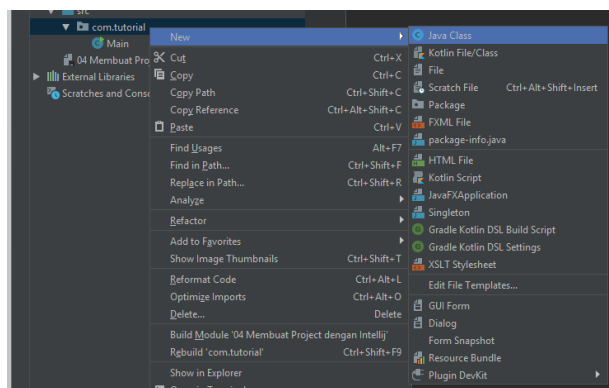 src
com.tutorial
Main
04 Membuat Pro
External Libraries
Scratches and Conso
New
Cut Ctrl+X
Copy Ctrl+C
Copy Path Ctrl+Shift+C
Copy Reference Ctrl+Alt+Shift+C
Paste Ctrl+V
Find Usages Alt+F7
Find in Path... Ctrl+Shift+F
Replace in Path... Ctrl+Shift+R
Analyze
Refactor
Add to Favorites
Show Image Thumbnails Ctrl+Shift+T
Reformat Code Ctrl+Alt+L
Optimize Imports Ctrl+Alt+O
Delete... Delete
Build Module '04 Membuat Project dengan Intellij'
Rebuild 'com.tutorial' Ctrl+Shift+F9
Show in Explorer
Java Class
Kotlin File/Class
File
Scratch File Ctrl+Alt+Shift+Insert
Package
FXML File
package-info.java
HTML File
Kotlin Script
JavaFXApplication
Singleton
Gradle Kotlin DSL Build Script
Gradle Kotlin DSL Settings
XSLT Stylesheet
Edit File Templates...
GUI Form
Dialog
Form Snapshot
Resource Bundle
Plugin DevKit